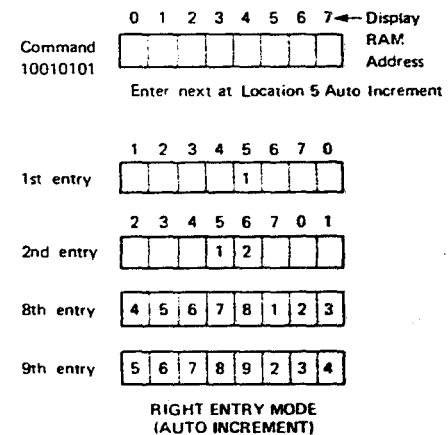 0 1 2 3 4 5 6 7 Display
RAM
Address
Command
10010101
Enter next at Location 5 Auto Increment
1 2 3 4 5 6 7 0
1st entry 1
2 3 4 5 6 7 0 1
2nd entry 1 2
8th entry 4 5 6 7 8 1 2 3
9th entry 5 6 7 8 9 2 3 4
RIGHT ENTRY MODE
(AUTO INCREMENT)